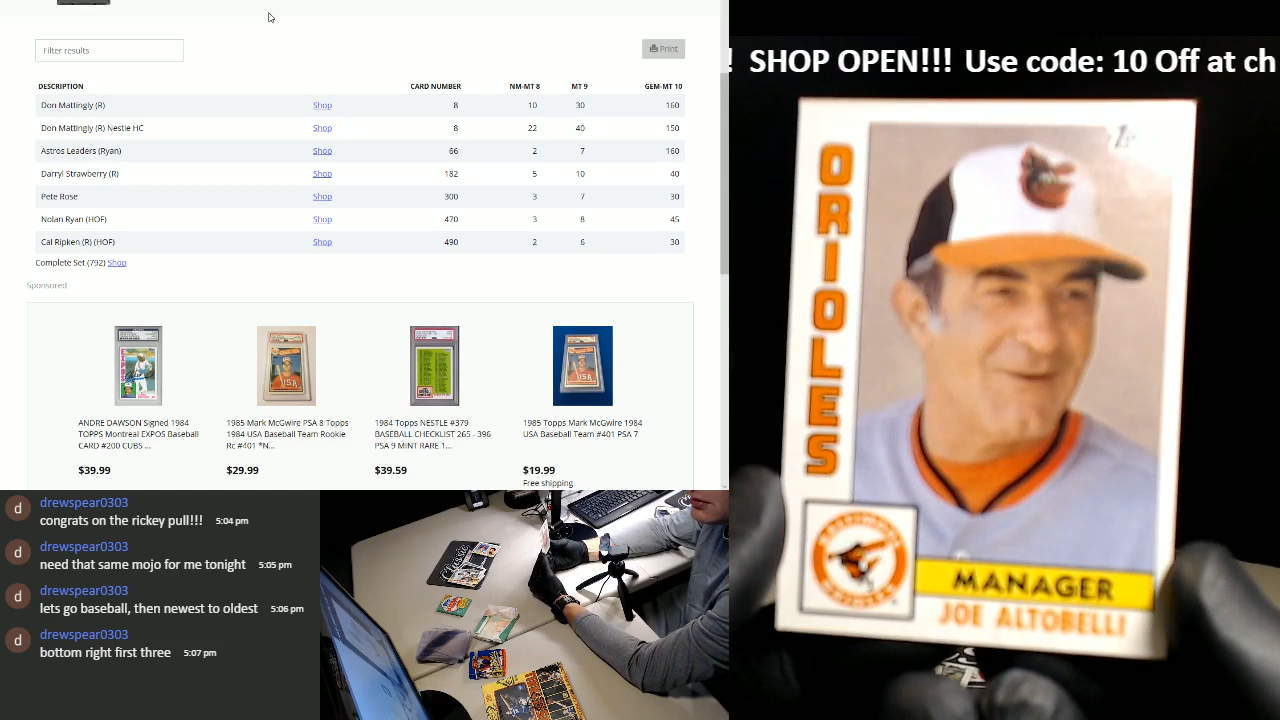 Filter results
Print
DESCRIPTION CARD NUMBER NM-MT 8 MT 9 GEM-MT 10
Don Mattingly (R) Shop 8 10 30 160
Don Mattingly (R) Nestle HC Shop 8 22 40 150
Astros Leaders (Ryan) Shop 66 2 7 160
Darryl Strawberry (R) Shop 182 5 10 40
Pete Rose Shop 300 3 7 30
Nolan Ryan (HOF) Shop 470 3 8 45
Cal Ripken (R) (HOF) Shop 490 2 6 30
Complete Set (792) Shop
Sponsored
ANDRE DAWSON Signed 1984
TOPPS Montreal EXPOS Baseball
CARD #200 CUBS ...
$39.99
1985 Mark McGwire PSA 8 Topps
1984 USA Baseball Team Rookie
Rc #401 *N...
$29.99
1984 Topps NESTLE #379
BASEBALL CHECKLIST 265 - 396
PSA 9 MINT RARE 1...
$39.59
1985 Topps Mark McGwire 1984
USA Baseball Team #401 PSA 7
$19.99
Free shipping
d drewspear0303
congrats on the rickey pull!!! 5:04 pm
d drewspear0303
need that same mojo for me tonight 5:05 pm
d drewspear0303
lets go baseball, then newest to oldest 5:06 pm
d drewspear0303
bottom right first three 5:07 pm
! SHOP OPEN!!! Use code: 10 Off at ch
ORIOLES
MANAGER
JOE ALTOBELLI